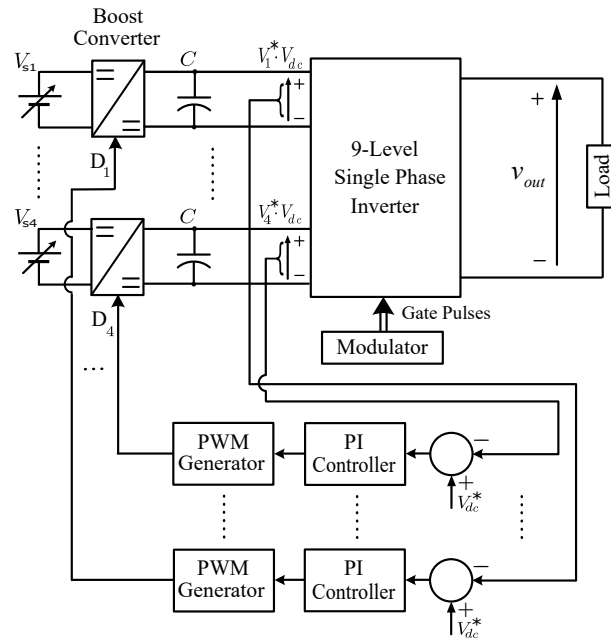 Boost
Converter
V_s1
C
V_1^*·V_dc
+
−
D_1
9-Level
Single Phase
Inverter
+
v_out
−
Load
V_s4
C
V_4^*·V_dc
+
−
D_4
Gate Pulses
Modulator
PWM
Generator
PI
Controller
−
+
V_dc^*
PWM
Generator
PI
Controller
−
+
V_dc^*